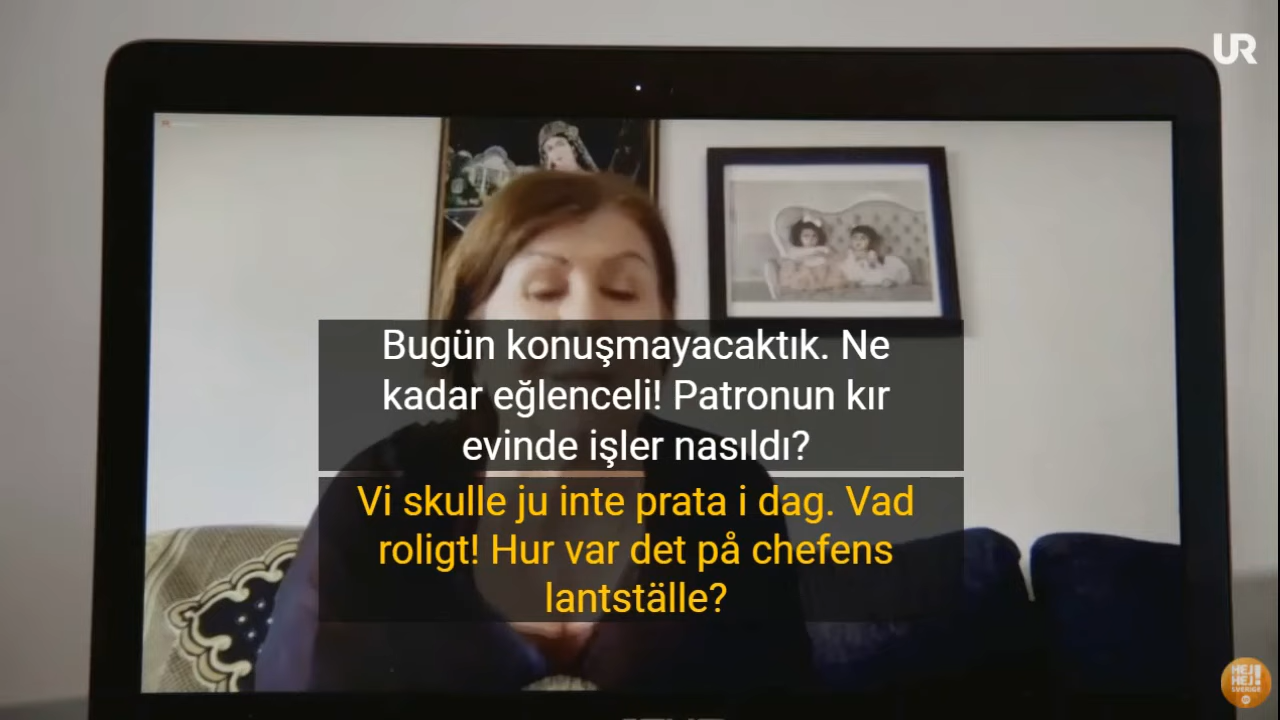 UR
Bugün konuşmayacaktık. Ne
kadar eğlenceli! Patronun kır
evinde işler nasıldı?
Vi skulle ju inte prata i dag. Vad
roligt! Hur var det på chefens
lantställe?
HEJ
HEJ!
SVERIGE